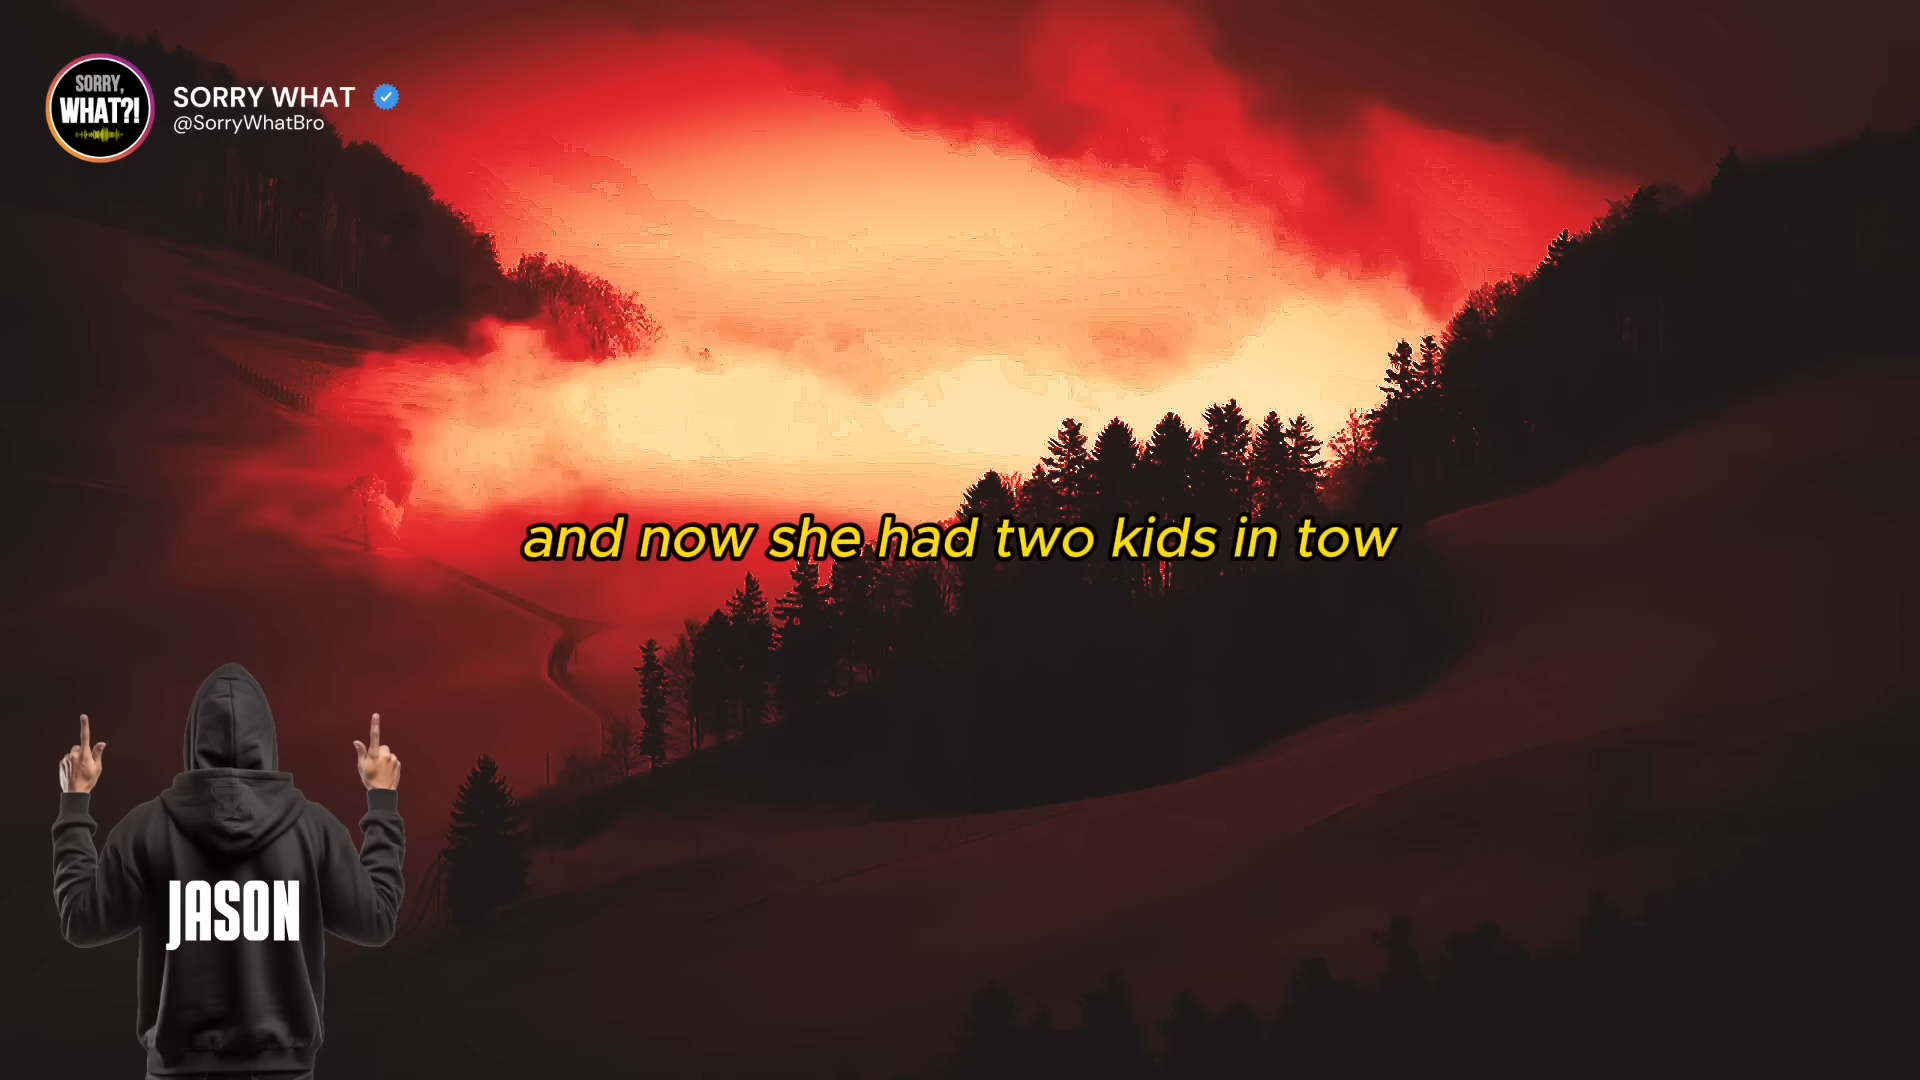 SORRY,
WHAT?!
SORRY WHAT
@SorryWhatBro
and now she had two kids in tow
JASON